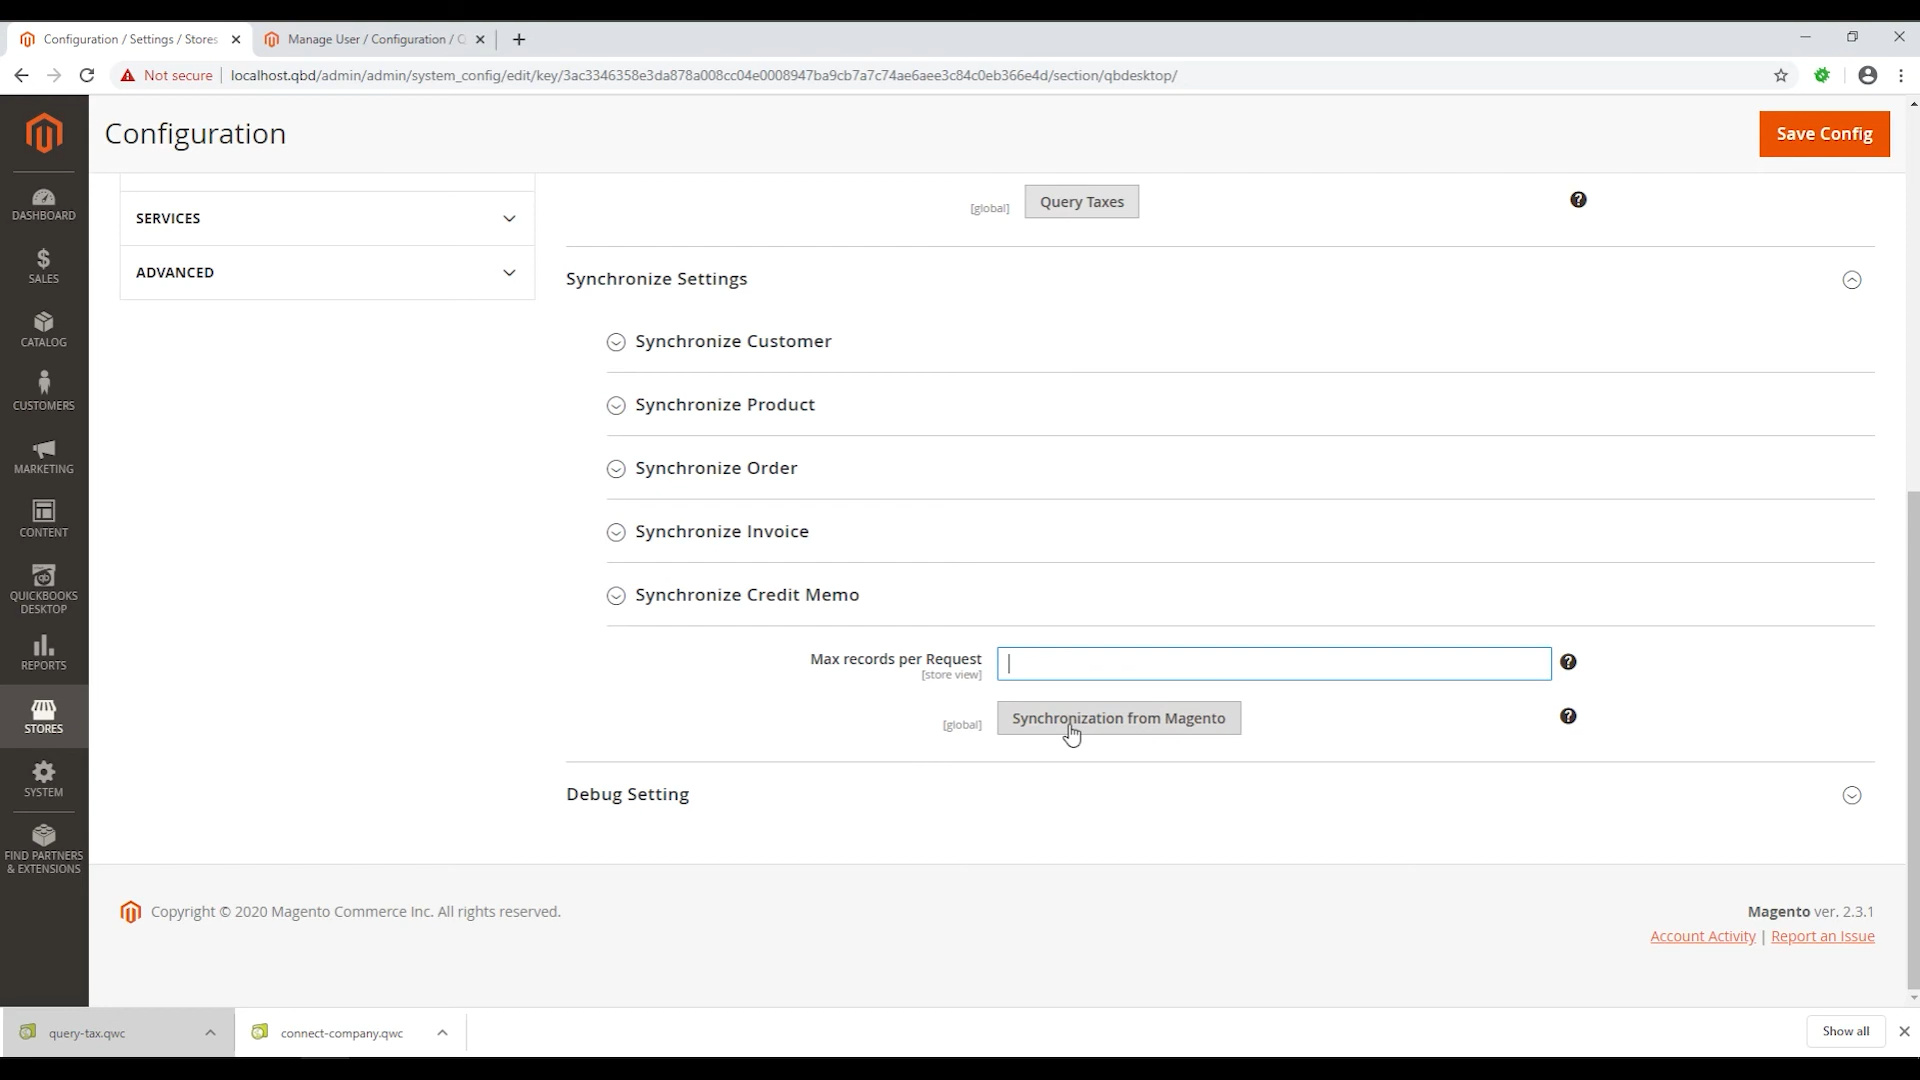 Configuration / Settings / Stores
Manage User / Configuration / Q
Not secure
localhost.qbd/admin/admin/system_config/edit/key/3ac3346358e3da878a008cc04e0008947ba9cb7a7c74ae6aee3c84c0eb366e4d/section/qbdesktop/
Configuration
Save Config
DASHBOARD
SALES
CATALOG
CUSTOMERS
MARKETING
CONTENT
QUICKBOOKS
DESKTOP
REPORTS
STORES
SYSTEM
FIND PARTNERS
& EXTENSIONS
SERVICES
ADVANCED
[global]
Query Taxes
Synchronize Settings
Synchronize Customer
Synchronize Product
Synchronize Order
Synchronize Invoice
Synchronize Credit Memo
Max records per Request
[store view]
[global]
Synchronization from Magento
Debug Setting
Copyright © 2020 Magento Commerce Inc. All rights reserved.
Magento ver. 2.3.1
Account Activity | Report an Issue
query-tax.qwc
connect-company.qwc
Show all